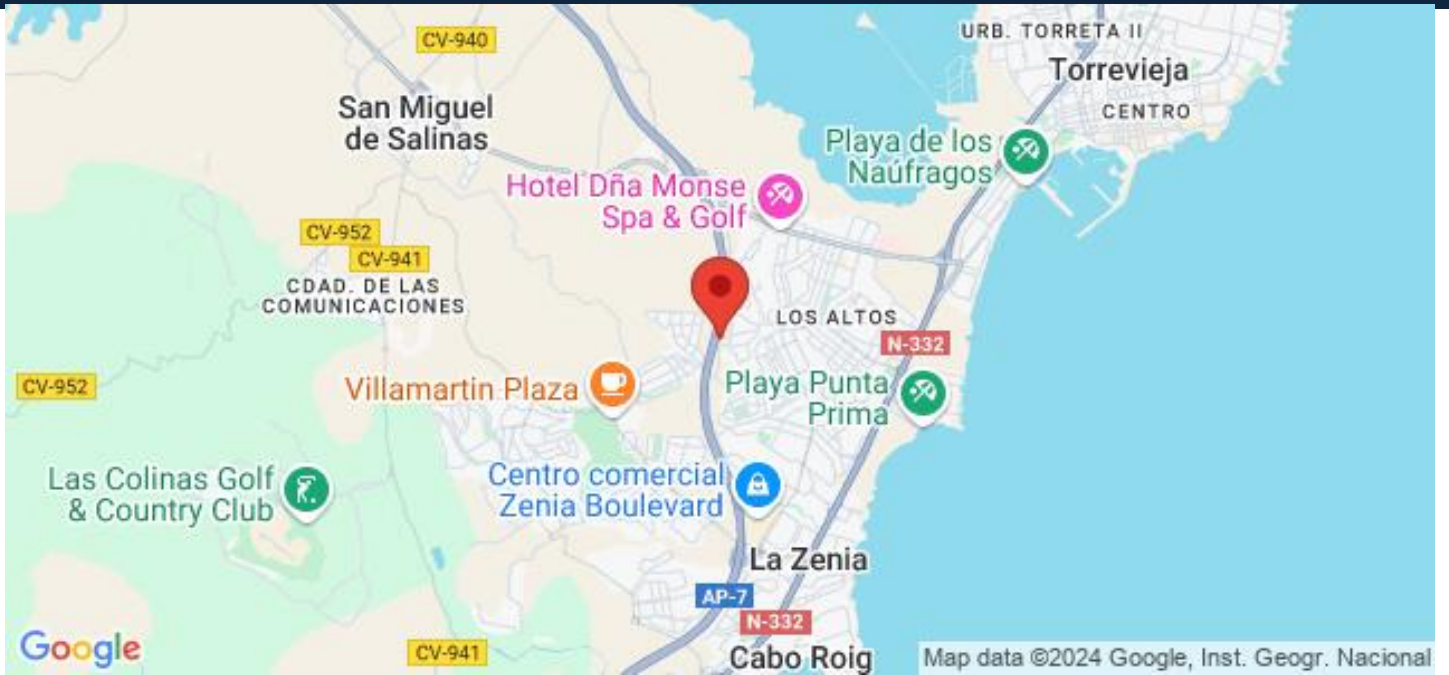 URB. TORRETA II
CV-940
Torrevieja
San Miguel
de Salinas
CENTRO
Playa de los
Naúfragos
Hotel Dña Monse
Spa & Golf
CV-952
CV-941
CDAD. DE LAS
COMUNICACIONES
LOS ALTOS
N-332
CV-952
Villamartin Plaza
Playa Punta
Prima
Las Colinas Golf
& Country Club
Centro comercial
Zenia Boulevard
La Zenia
AP-7
N-332
Google
CV-941
Cabo Roig
Map data ©2024 Google, Inst. Geogr. Nacional